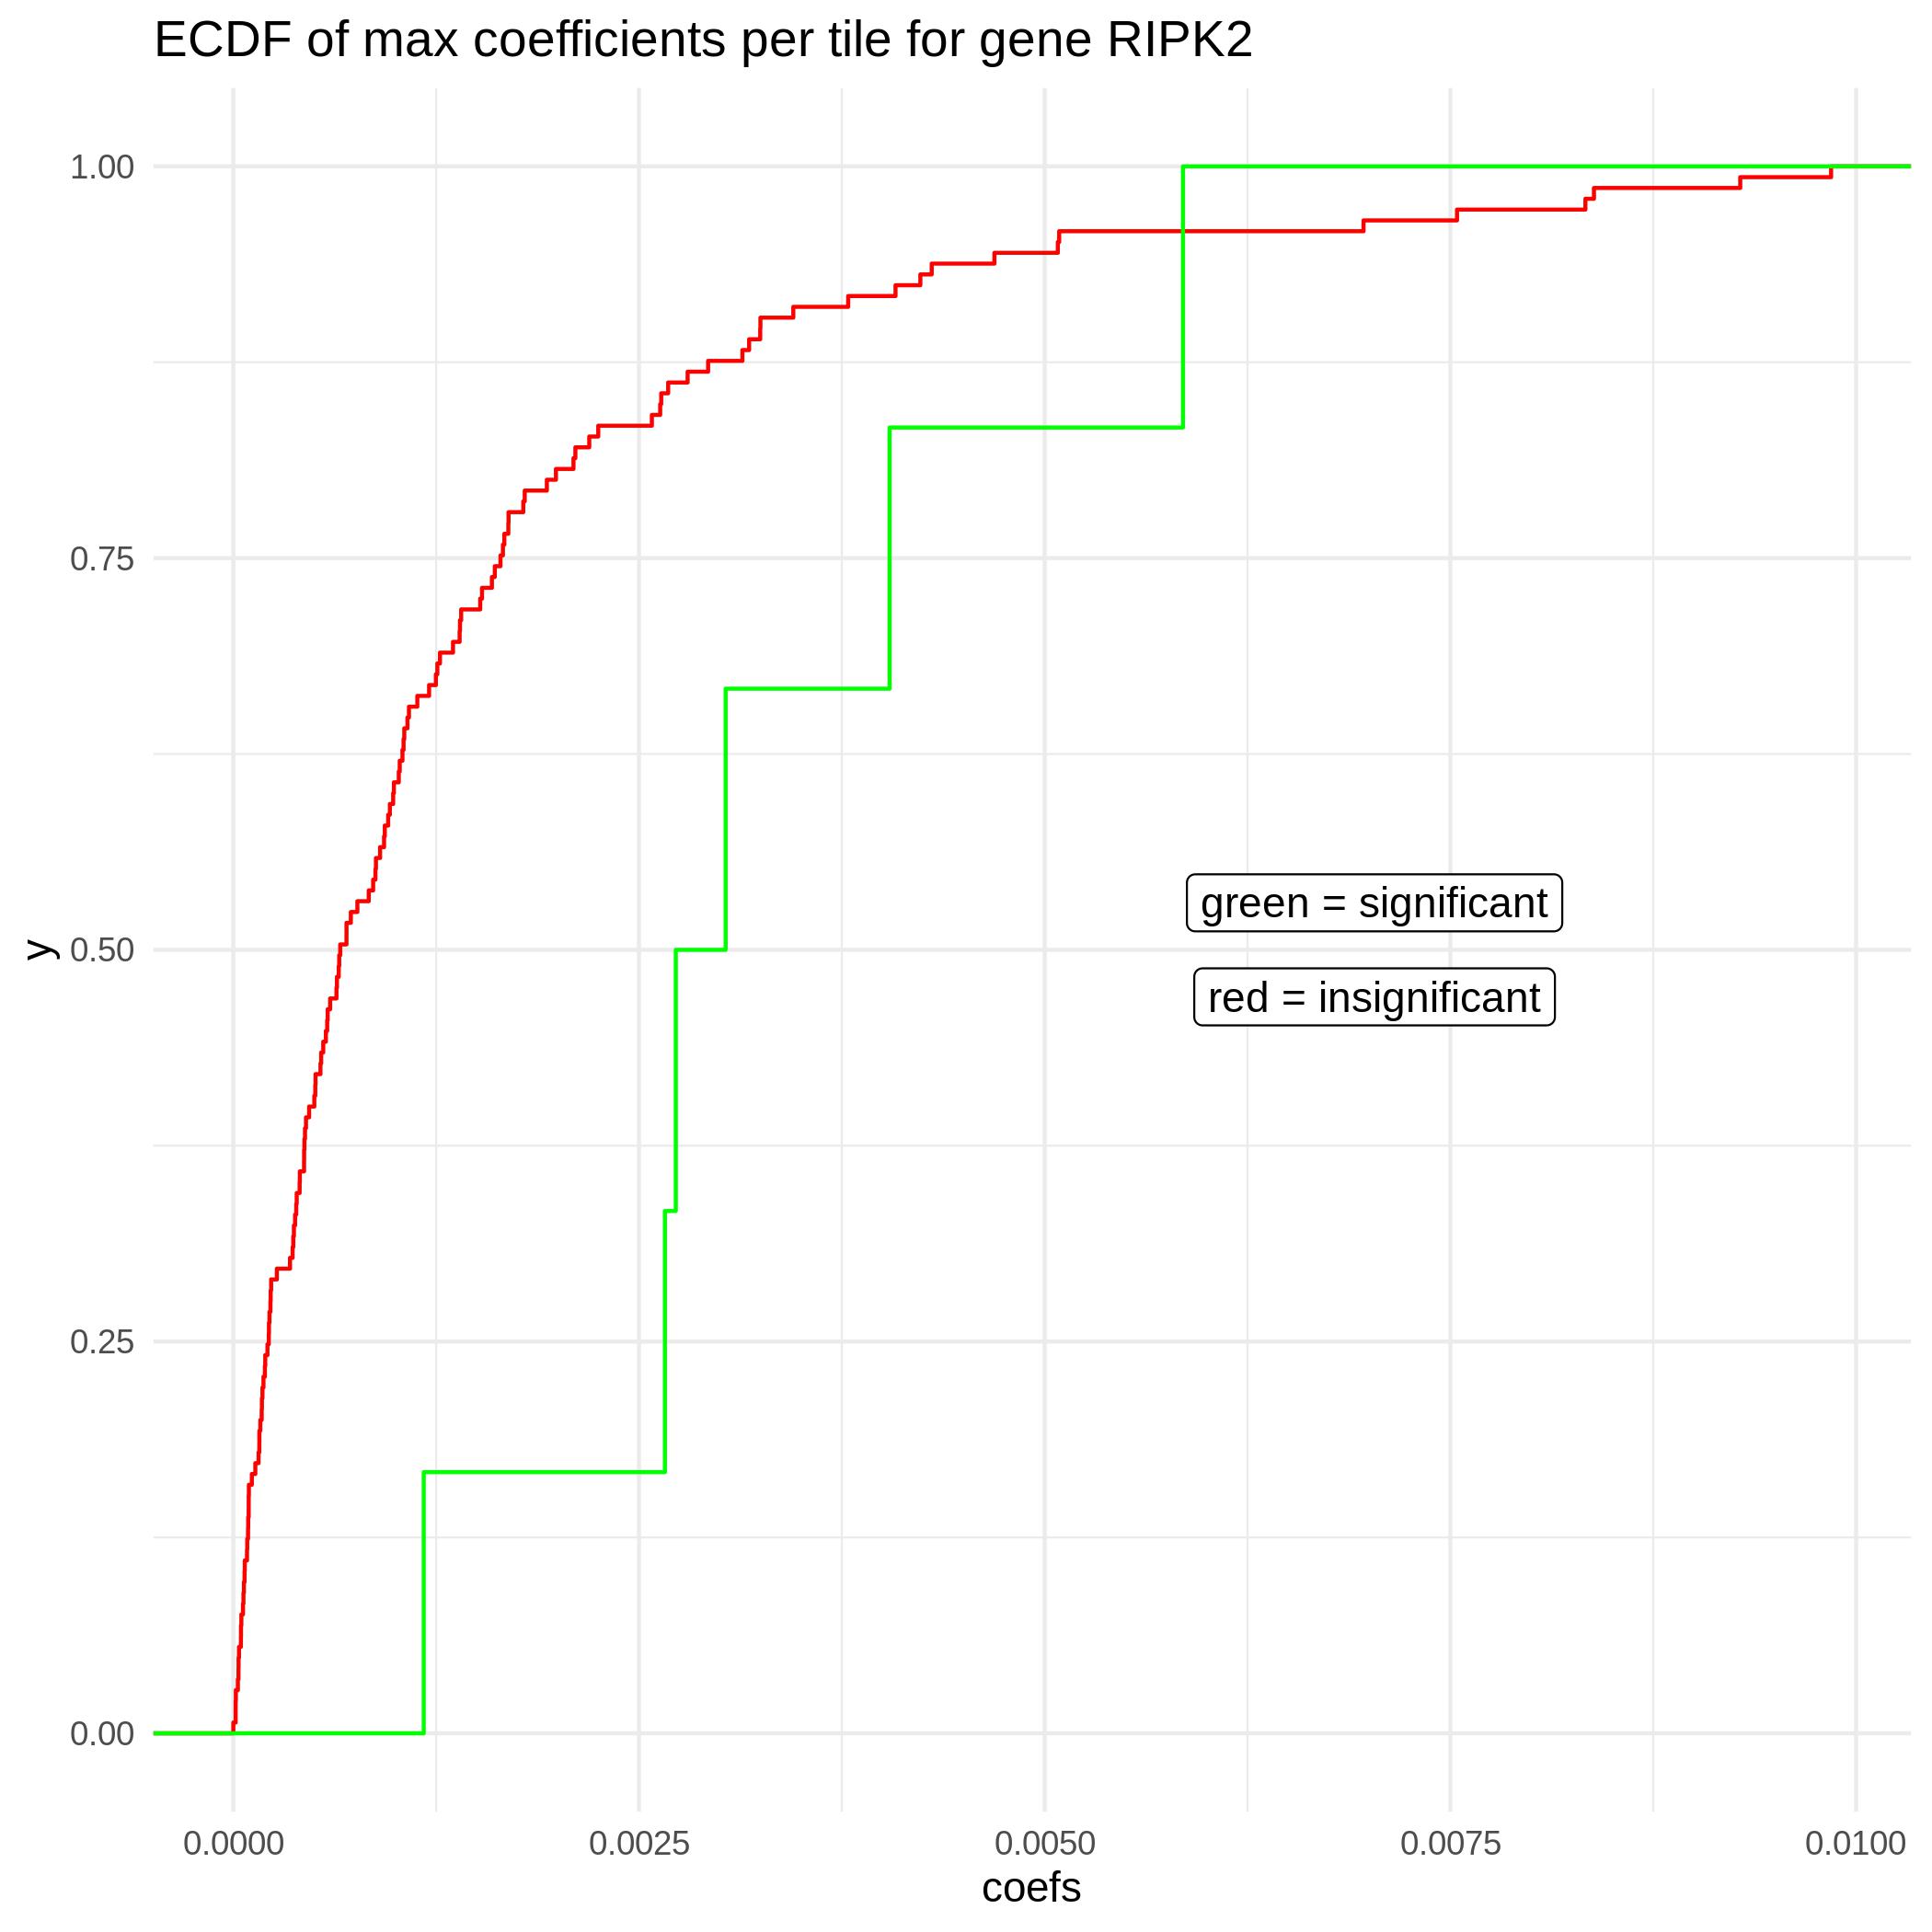 ECDF of max coefficients per tile for gene RIPK2
1.00
0.75
0.50
0.25
0.00
y
green = significant
red = insignificant
0.0000 0.0025 0.0050 0.0075 0.0100
coefs